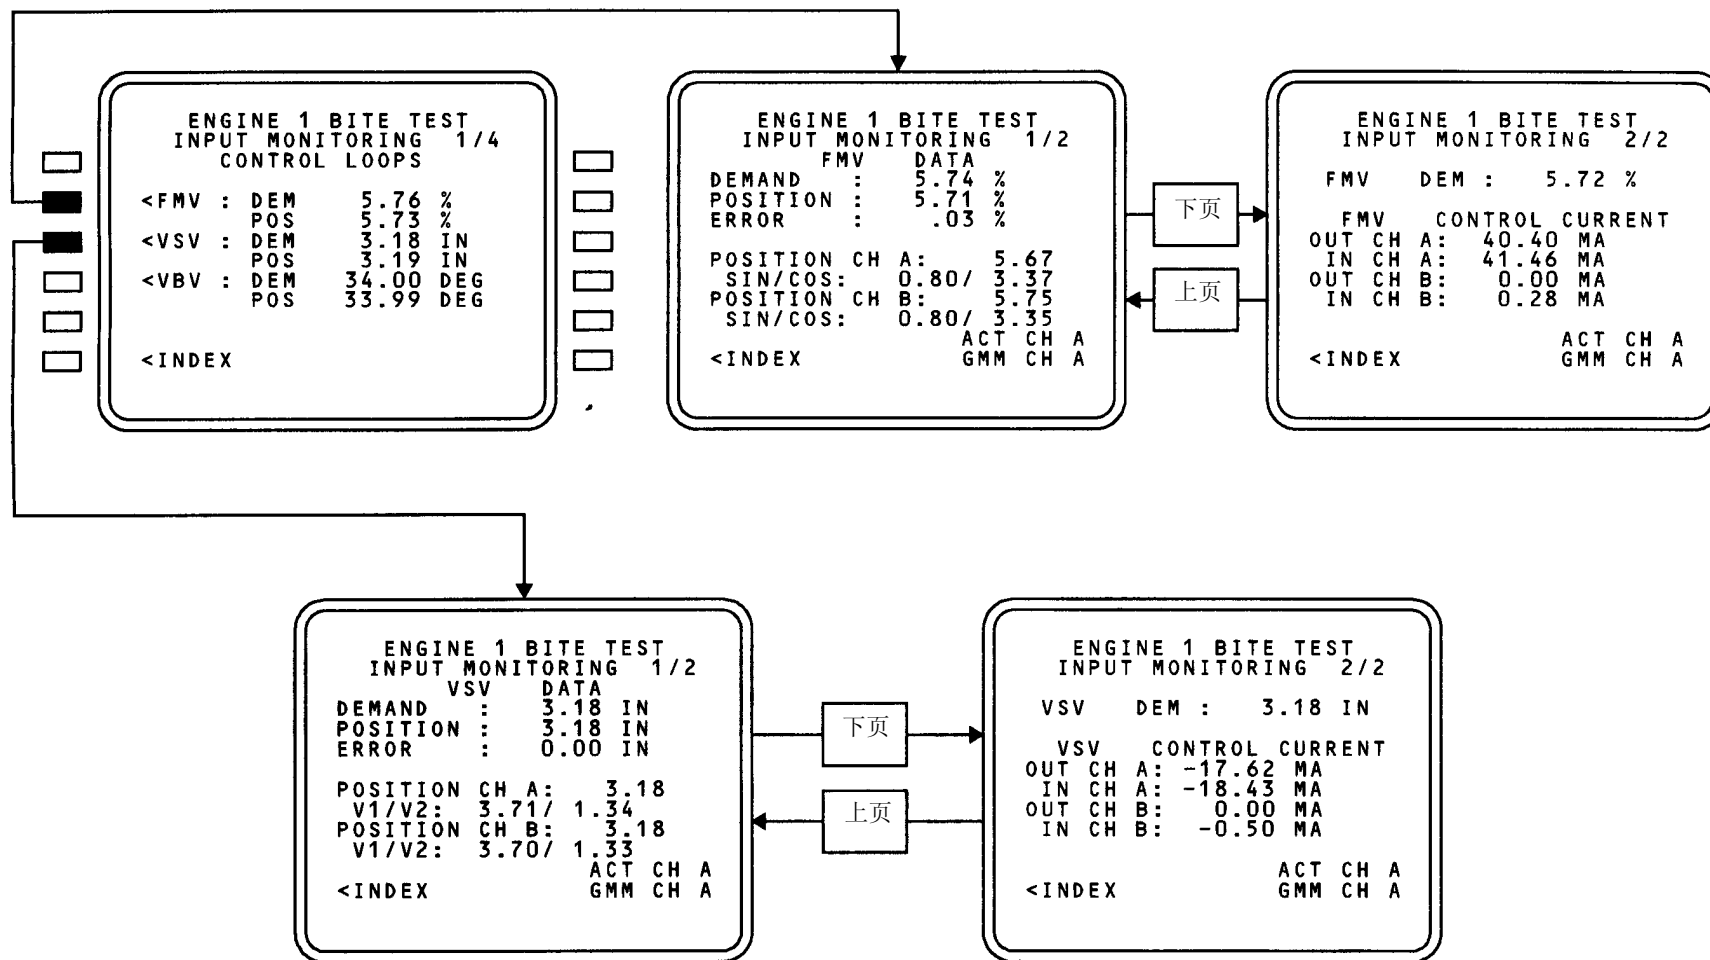 ENGINE 1 BITE TEST
INPUT MONITORING 1/4
CONTROL LOOPS
<FMV : DEM 5.76 %
POS 5.73 %
<VSV : DEM 3.18 IN
POS 3.19 IN
<VBV : DEM 34.00 DEG
POS 33.99 DEG
<INDEX
ENGINE 1 BITE TEST
INPUT MONITORING 1/2
FMV DATA
DEMAND : 5.74 %
POSITION : 5.71 %
ERROR : .03 %
POSITION CH A: 5.67
SIN/COS: 0.80/ 3.37
POSITION CH B: 5.75
SIN/COS: 0.80/ 3.35
ACT CH A
<INDEX GMM CH A
下页
上页
ENGINE 1 BITE TEST
INPUT MONITORING 2/2
FMV DEM : 5.72 %
FMV CONTROL CURRENT
OUT CH A: 40.40 MA
IN CH A: 41.46 MA
OUT CH B: 0.00 MA
IN CH B: 0.28 MA
ACT CH A
<INDEX GMM CH A
ENGINE 1 BITE TEST
INPUT MONITORING 1/2
VSV DATA
DEMAND : 3.18 IN
POSITION : 3.18 IN
ERROR : 0.00 IN
POSITION CH A: 3.18
V1/V2: 3.71/ 1.34
POSITION CH B: 3.18
V1/V2: 3.70/ 1.33
ACT CH A
<INDEX GMM CH A
下页
上页
ENGINE 1 BITE TEST
INPUT MONITORING 2/2
VSV DEM : 3.18 IN
VSV CONTROL CURRENT
OUT CH A: -17.62 MA
IN CH A: -18.43 MA
OUT CH B: 0.00 MA
IN CH B: -0.50 MA
ACT CH A
<INDEX GMM CH A